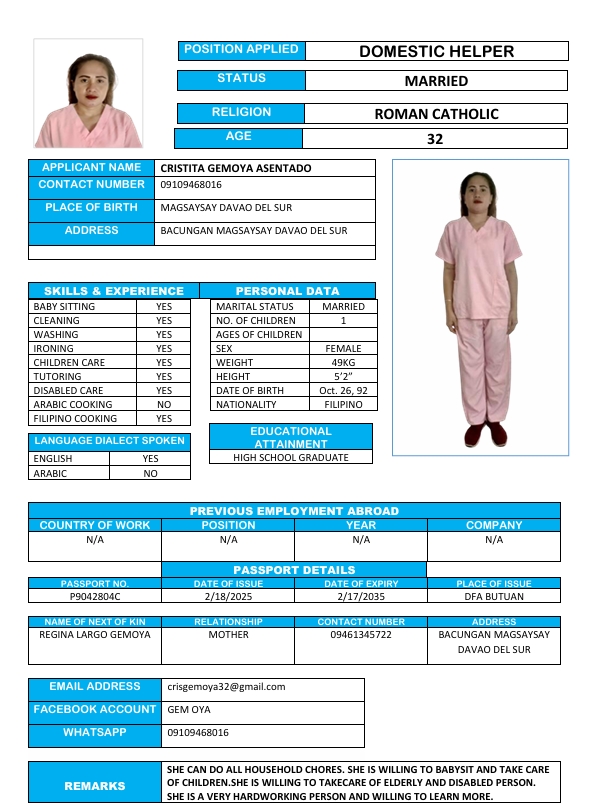 POSITION APPLIED DOMESTIC HELPER
STATUS MARRIED
RELIGION ROMAN CATHOLIC
AGE 32
APPLICANT NAME CRISTITA GEMOYA ASENTADO
CONTACT NUMBER 09109468016
PLACE OF BIRTH MAGSAYSAY DAVAO DEL SUR
ADDRESS BACUNGAN MAGSAYSAY DAVAO DEL SUR
SKILLS & EXPERIENCE
BABY SITTING YES
CLEANING YES
WASHING YES
IRONING YES
CHILDREN CARE YES
TUTORING YES
DISABLED CARE YES
ARABIC COOKING NO
FILIPINO COOKING YES
LANGUAGE DIALECT SPOKEN
ENGLISH YES
ARABIC NO
PERSONAL DATA
MARITAL STATUS MARRIED
NO. OF CHILDREN 1
AGES OF CHILDREN
SEX FEMALE
WEIGHT 49KG
HEIGHT 5’2”
DATE OF BIRTH Oct. 26, 92
NATIONALITY FILIPINO
EDUCATIONAL
ATTAINMENT
HIGH SCHOOL GRADUATE
PREVIOUS EMPLOYMENT ABROAD
COUNTRY OF WORK POSITION YEAR COMPANY
N/A N/A N/A N/A
PASSPORT DETAILS
PASSPORT NO. DATE OF ISSUE DATE OF EXPIRY PLACE OF ISSUE
P9042804C 2/18/2025 2/17/2035 DFA BUTUAN
NAME OF NEXT OF KIN RELATIONSHIP CONTACT NUMBER ADDRESS
REGINA LARGO GEMOYA MOTHER 09461345722 BACUNGAN MAGSAYSAY
DAVAO DEL SUR
EMAIL ADDRESS crisgemoya32@gmail.com
FACEBOOK ACCOUNT GEM OYA
WHATSAPP 09109468016
REMARKS
SHE CAN DO ALL HOUSEHOLD CHORES. SHE IS WILLING TO BABYSIT AND TAKE CARE
OF CHILDREN.SHE IS WILLING TO TAKECARE OF ELDERLY AND DISABLED PERSON.
SHE IS A VERY HARDWORKING PERSON AND WILLING TO LEARN MORE.